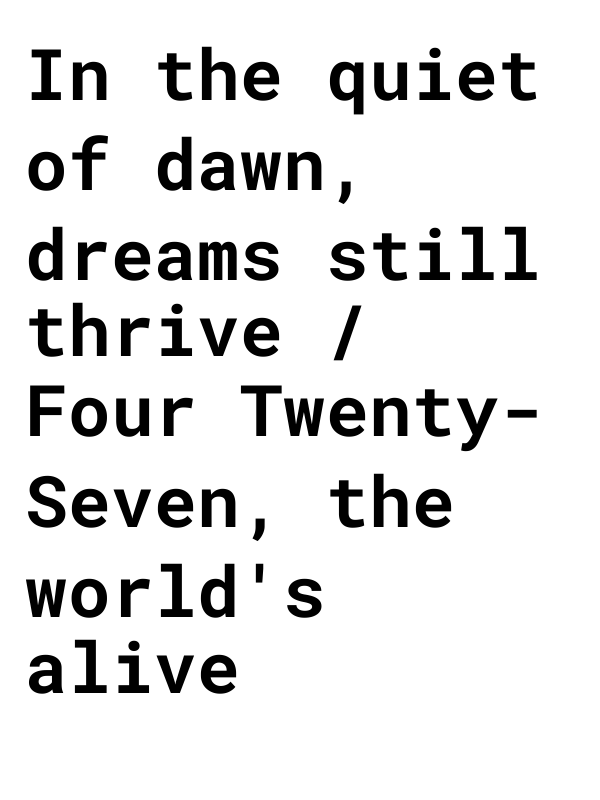 In the quiet
of dawn,
dreams still
thrive /
Four Twenty-
Seven, the
world's
alive